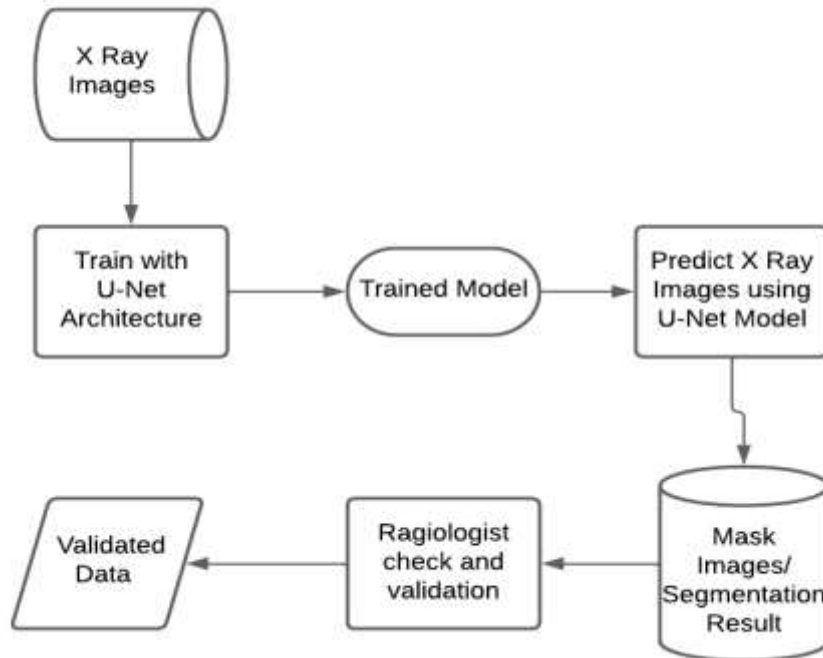 X Ray
Images
Train with
U-Net
Architecture
Trained Model
Predict X Ray
Images using
U-Net Model
Mask
Images/
Segmentation
Result
Ragiologist
check and
validation
Validated
Data